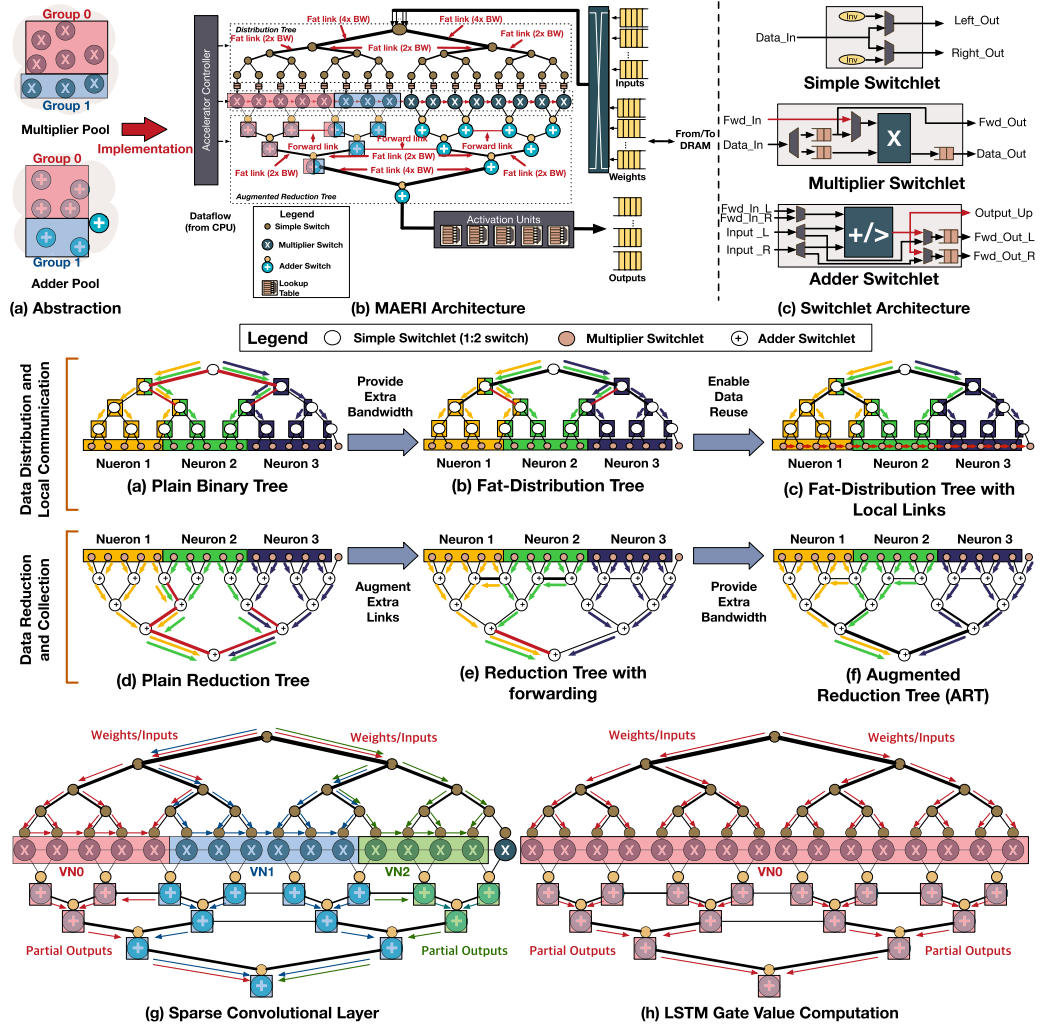 Group 0
X X
X X
X
X X X
Group 1
Multiplier Pool
Implementation
Group 0
+ +
+ +
+
+ +
Group 1
Adder Pool
(a) Abstraction
Accelerator Controller
Distribution Tree
Fat link (4x BW)
Fat link (4x BW)
Fat link (2x BW)
Fat link (2x BW)
Fat link (2x BW)
Fat link (2x BW)
X X X X X X X X X X X X X X X X
Forward link
Forward link
Forward link
Fat link (2x BW)
Fat link (2x BW)
Fat link (4x BW)
Fat link (2x BW)
Augmented Reduction Tree
Inputs
Weights
From/To
DRAM
Dataflow
(from CPU)
Legend
Simple Switch
X Multiplier Switch
+ Adder Switch
Lookup
Table
Activation Units
Outputs
(b) MAERI Architecture
Inv
Data_In
Inv
Left_Out
Right_Out
Simple Switchlet
Fwd_In
Data_In
X
Fwd_Out
Data_Out
Multiplier Switchlet
Fwd_In_L
Fwd_In_R
Input _L
Input _R
+/>
Output_Up
Fwd_Out_L
Fwd_Out_R
Adder Switchlet
(c) Switchlet Architecture
Legend
Simple Switchlet (1:2 switch)
Multiplier Switchlet
+ Adder Switchlet
Data Distribution and
Local Communication
Nueron 1 Neuron 2 Neuron 3
(a) Plain Binary Tree
Provide
Extra
Bandwidth
Nueron 1 Neuron 2 Neuron 3
(b) Fat-Distribution Tree
Enable
Data
Reuse
Nueron 1 Neuron 2 Neuron 3
(c) Fat-Distribution Tree with
Local Links
Data Reduction
and Collection
Nueron 1 Neuron 2 Neuron 3
(d) Plain Reduction Tree
Augment
Extra
Links
Nueron 1 Neuron 2 Neuron 3
(e) Reduction Tree with
forwarding
Provide
Extra
Bandwidth
Nueron 1 Neuron 2 Neuron 3
(f) Augmented
Reduction Tree (ART)
Weights/Inputs
Weights/Inputs
X X X X X X X X X X X X X X X X
VN0 VN1 VN2
Partial Outputs
Partial Outputs
(g) Sparse Convolutional Layer
Weights/Inputs
Weights/Inputs
X X X X X X X X X X X X X X X X
VN0
Partial Outputs
Partial Outputs
(h) LSTM Gate Value Computation